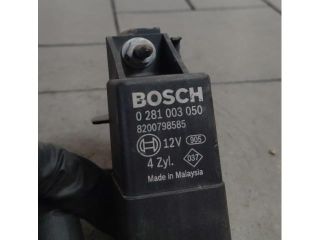 BOSCH
0 281 003 050
8200798585
12V 905
4 Zyl. 037
Made in Malaysia